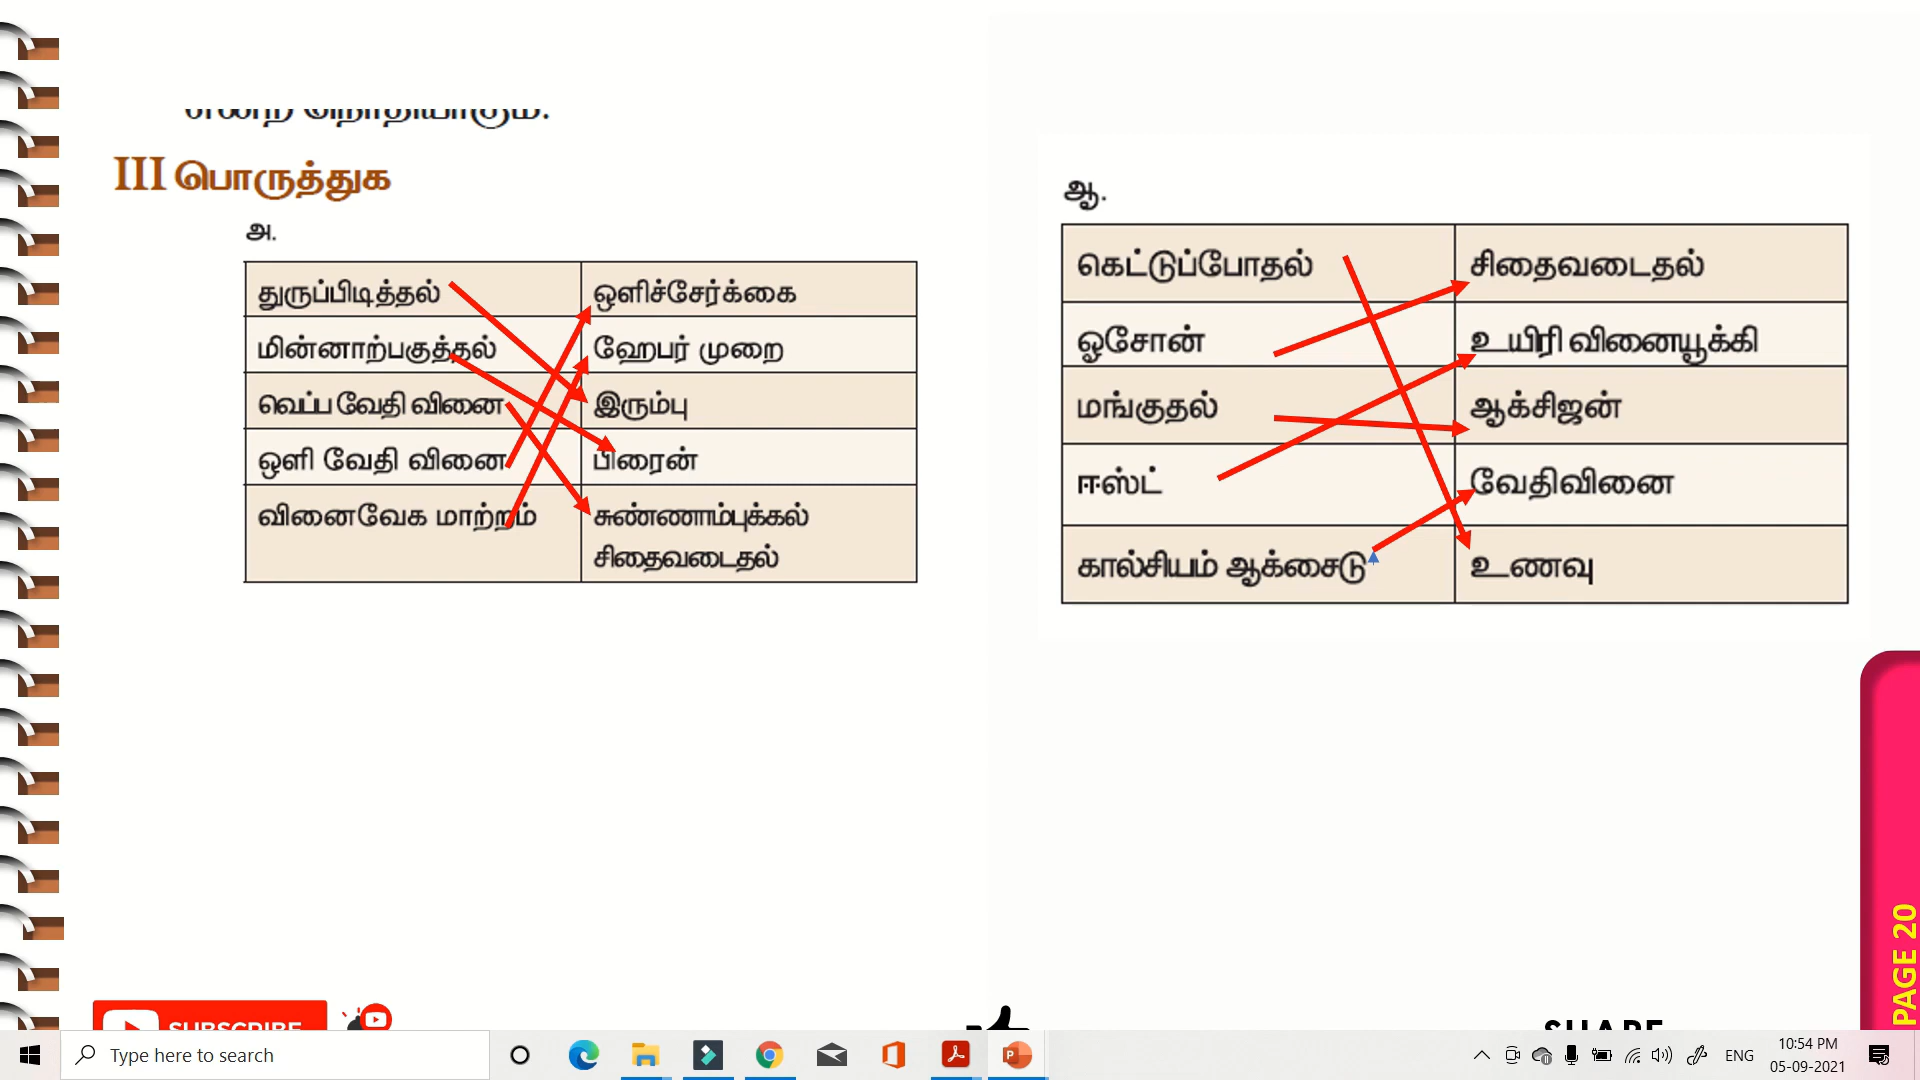 III பொருத்துக
அ.
துருப்பிடித்தல் ஒளிச்சேர்க்கை
மின்னாற்பகுத்தல் ஹேபர் முறை
வெப்ப வேதி வினை இரும்பு
ஒளி வேதி வினை பிரைன்
வினைவேக மாற்றம் சுண்ணாம்புக்கல்
சிதைவடைதல்
ஆ.
கெட்டுப்போதல் சிதைவடைதல்
ஓசோன் உயிரி வினையூக்கி
மங்குதல் ஆக்சிஜன்
ஈஸ்ட் வேதிவினை
கால்சியம் ஆக்சைடு உணவு
PAGE 20
SUBSCRIBE
SHARE
Type here to search
ENG
10:54 PM
05-09-2021